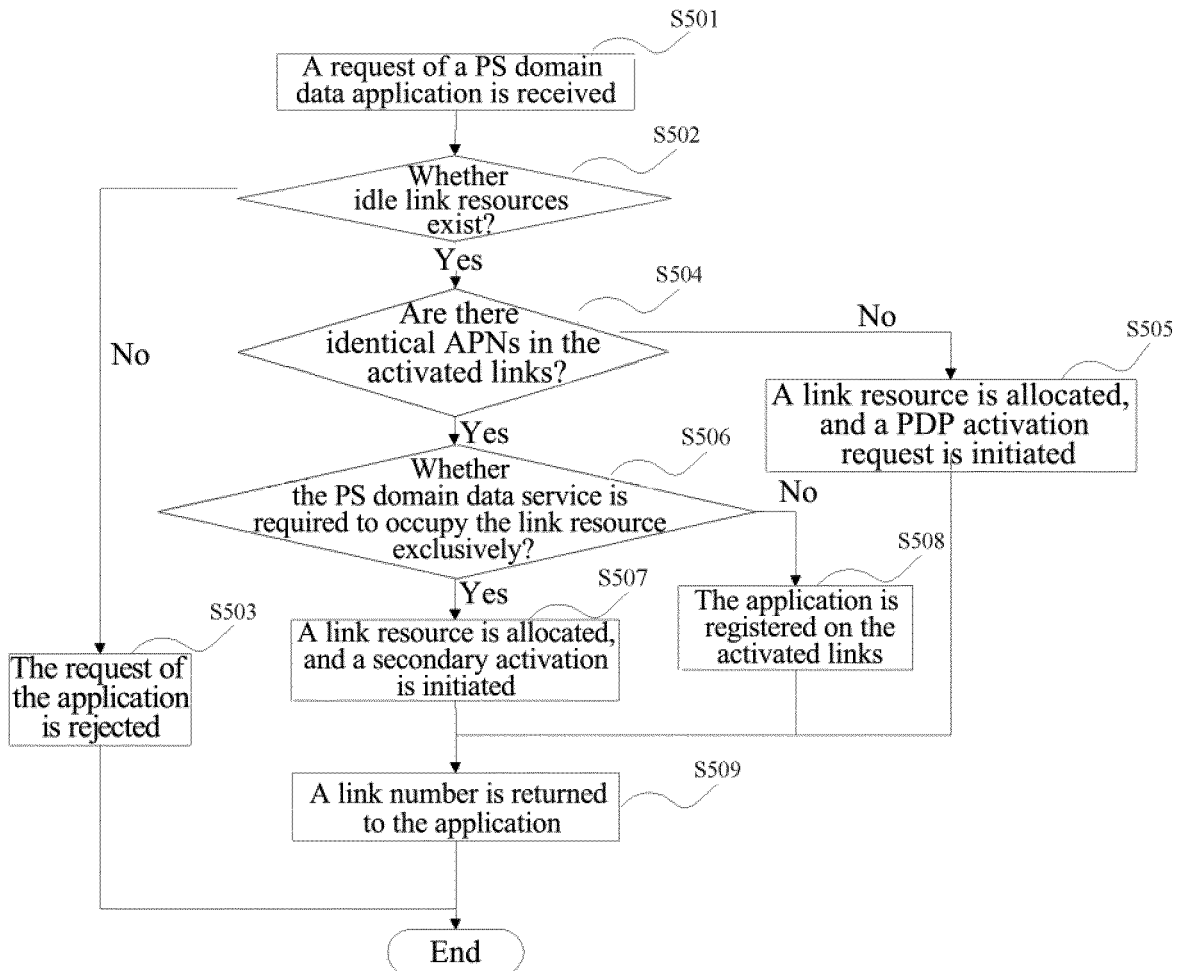 S501
A request of a PS domain
data application is received
S502
Whether
idle link resources
exist?
Yes
S504
Are there
identical APNs in the
activated links?
No
No
S505
A link resource is allocated,
and a PDP activation
request is initiated
Yes
S506
Whether
the PS domain data service is
required to occupy the link resource
exclusively?
No
S508
The application is
registered on the
activated links
Yes
S507
A link resource is allocated,
and a secondary activation
is initiated
S503
The request of
the application
is rejected
S509
A link number is returned
to the application
End